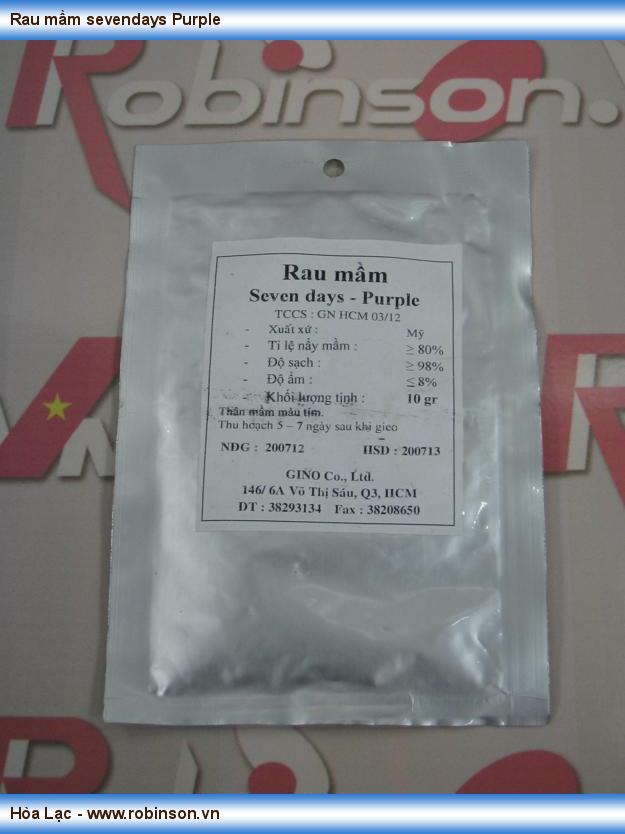 Rau mầm sevendays Purple
Robinson.
Rau mầm
Seven days - Purple
TCCS : GN HCM 03/12
- Xuất xứ : Mỹ
- Tỉ lệ nẩy mầm : ≥ 80%
- Độ sạch : ≥ 98%
- Độ ẩm : ≤ 8%
- Khối lượng tịnh : 10 gr
Thân mầm màu tím.
Thu hoạch 5 – 7 ngày sau khi gieo
NĐG : 200712 HSD : 200713
GINO Co., Ltd.
146/ 6A Võ Thị Sáu, Q3, HCM
ĐT : 38293134 Fax : 38208650
Hòa Lạc - www.robinson.vn